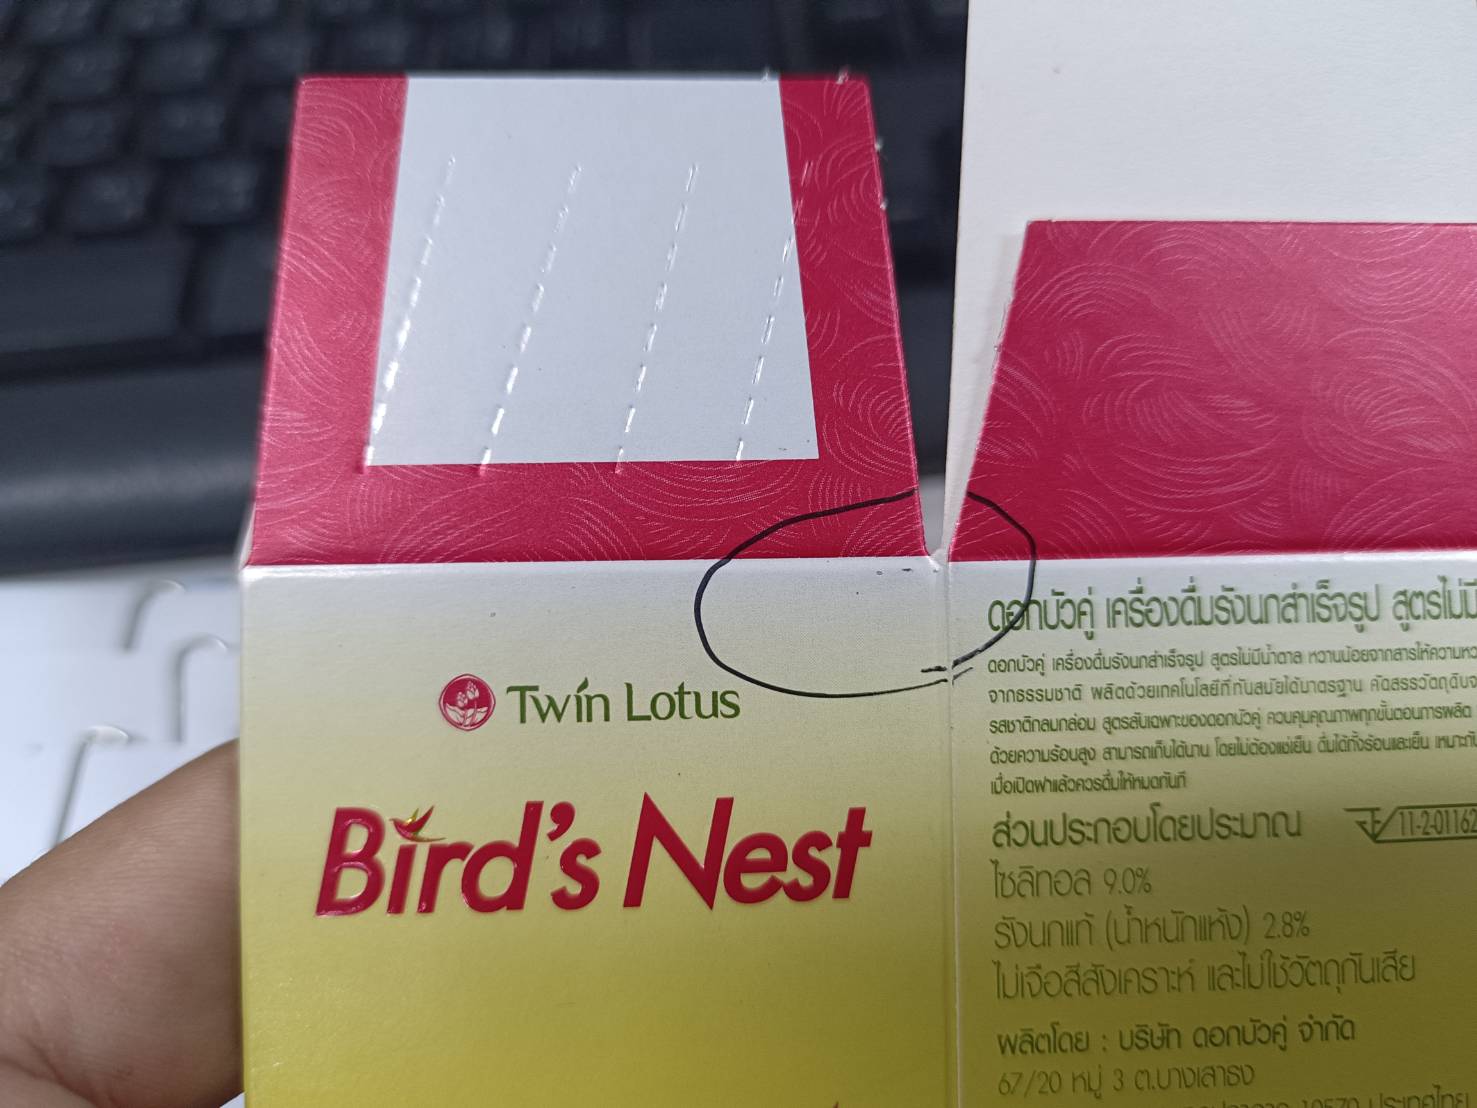 Twin Lotus
Bird's Nest
ดอกบัวคู่ เครื่องดื่มรังนกสำเร็จรูป สูตรไม่มี
ดอกบัวคู่ เครื่องดื่มรังนกสำเร็จรูป สูตรไม่มีน้ำตาล หวานน้อยจากสารให้ความหว
จากธรรมชาติ ผลิตด้วยเทคโนโลยีที่ทันสมัยได้มาตรฐาน คัดสรรวัตถุดิบจ
รสชาติกลมกล่อม สูตรลับเฉพาะของดอกบัวคู่ ควบคุมคุณภาพทุกขั้นตอนการผลิต
ด้วยความร้อนสูง สามารถเก็บได้นาน โดยไม่ต้องแช่เย็น ดื่มได้ทั้งร้อนและเย็น เหมาะกับ
เมื่อเปิดฝาแล้วควรดื่มให้หมดทันที
ส่วนประกอบโดยประมาณ
11-2-01162
ไซลิทอล 9.0%
รังนกแท้ (น้ำหนักแห้ง) 2.8%
ไม่เจือสีสังเคราะห์ และไม่ใช้วัตถุกันเสีย
ผลิตโดย : บริษัท ดอกบัวคู่ จำกัด
67/20 หมู่ 3 ต.บางเสาธง
10570 ประเทศไทย